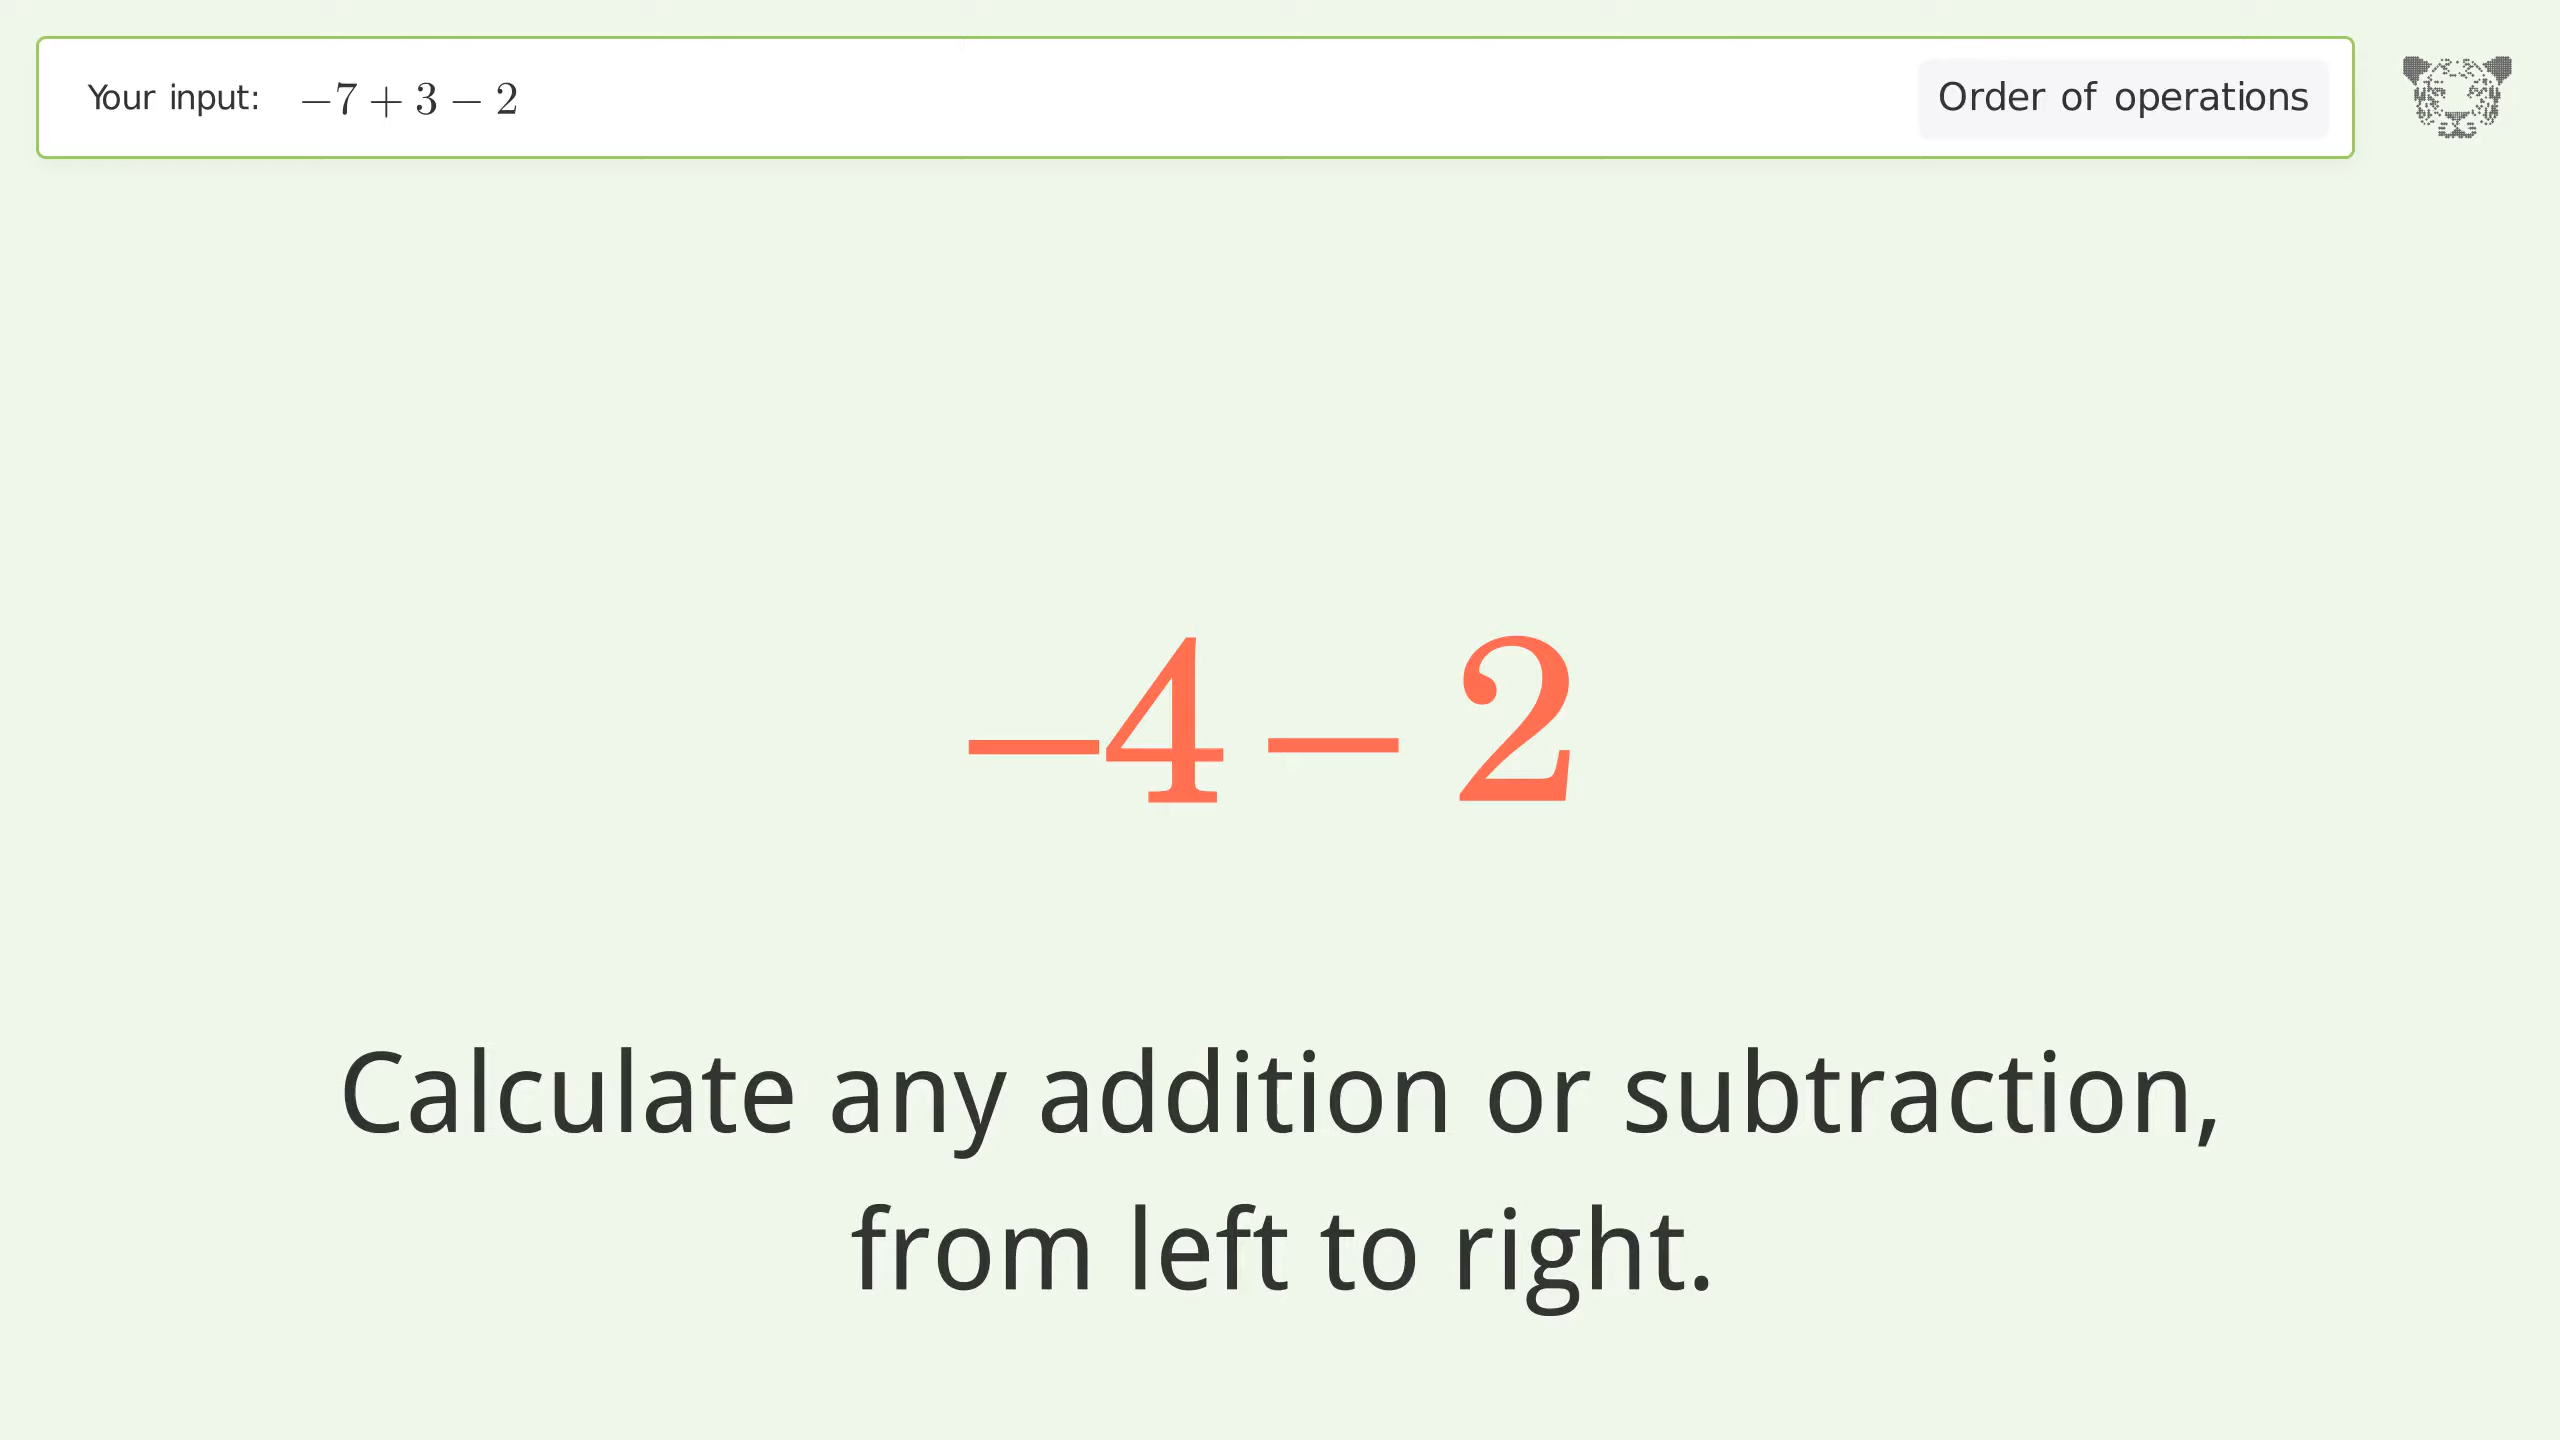 Your input: −7 + 3 − 2
Order of operations
−4 − 2
Calculate any addition or subtraction,
from left to right.